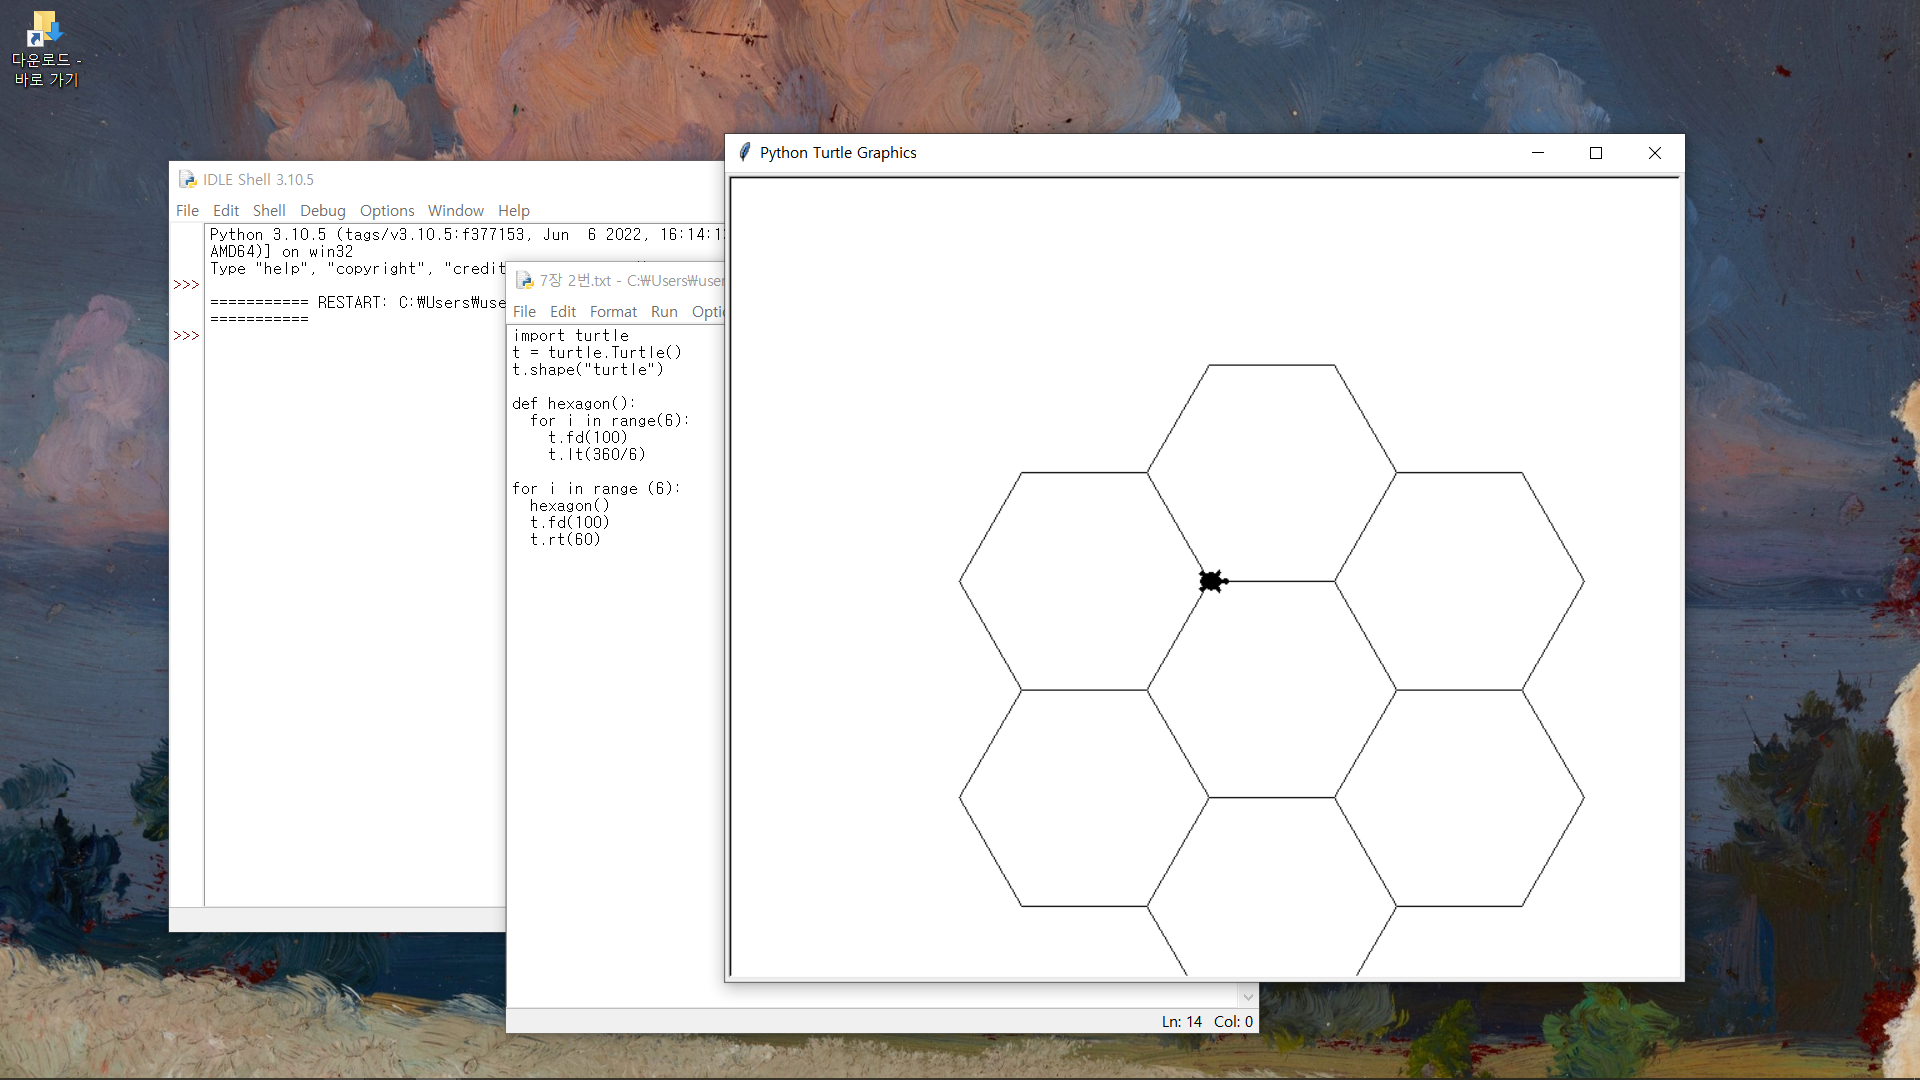 다운로드 -
바로 가기
Python Turtle Graphics
IDLE Shell 3.10.5
File Edit Shell Debug Options Window Help
Python 3.10.5 (tags/v3.10.5:f377153, Jun  6 2022, 16:14:1
AMD64)] on win32
Type "help", "copyright", "credit
>>>
=========== RESTART: C:₩Users₩use
===========
>>>
7장 2번.txt - C:₩Users₩user
File Edit Format Run Optio
import turtle
t = turtle.Turtle()
t.shape("turtle")
def hexagon():
  for i in range(6):
    t.fd(100)
    t.lt(360/6)
for i in range (6):
  hexagon()
  t.fd(100)
  t.rt(60)
Ln: 14 Col: 0